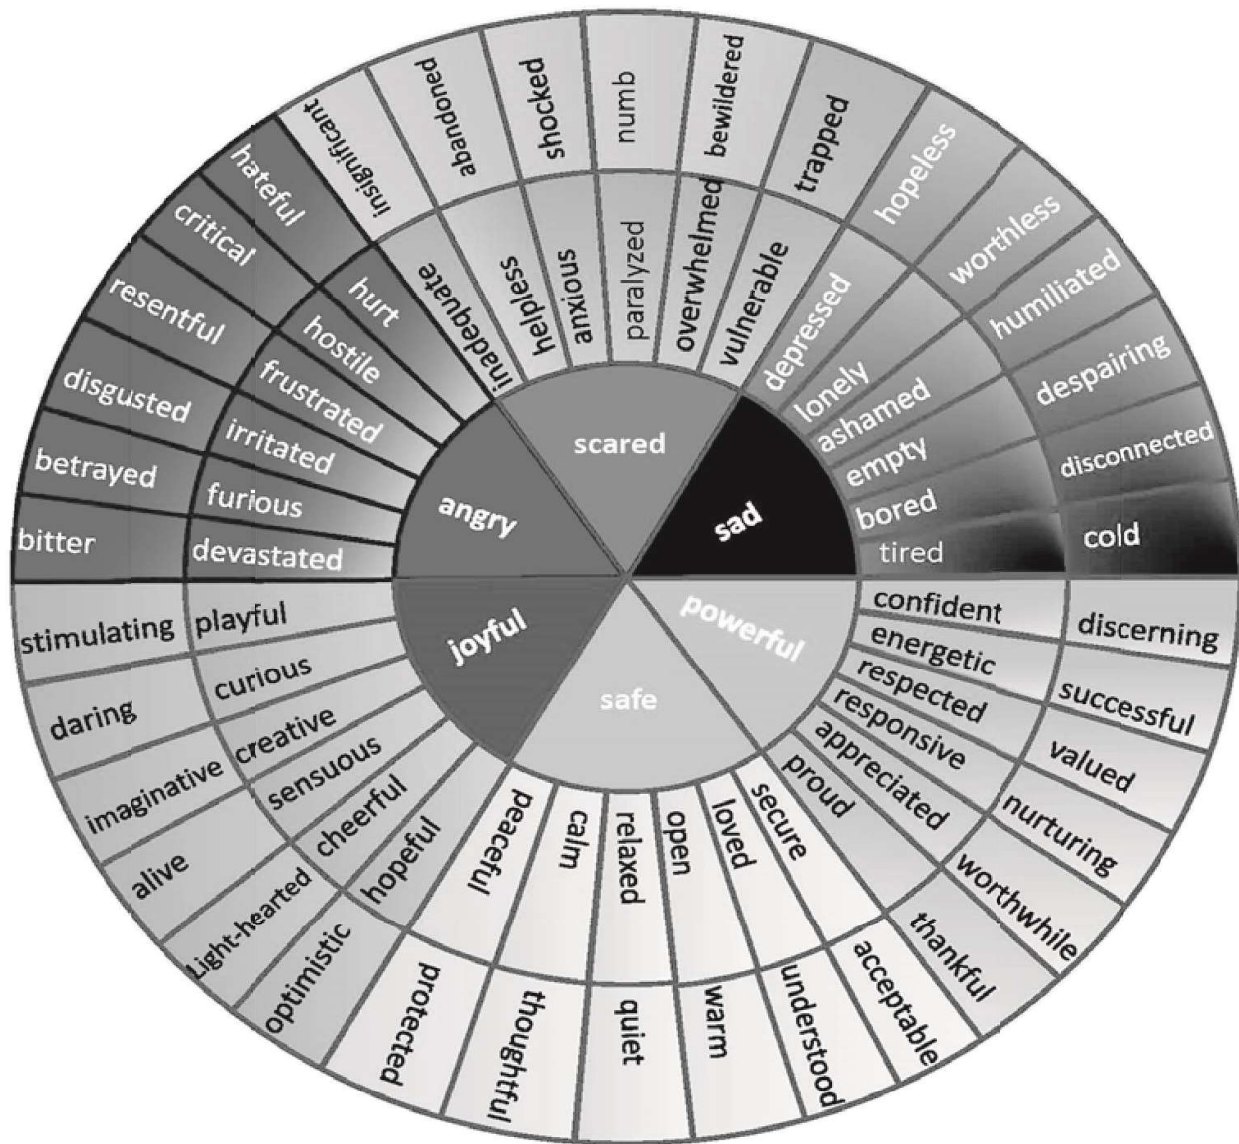 scared
sad
powerful
safe
joyful
angry
inadequate
helpless
anxious
paralyzed
overwhelmed
vulnerable
depressed
lonely
ashamed
empty
bored
tired
confident
energetic
respected
responsive
appreciated
proud
secure
loved
open
relaxed
calm
peaceful
hopeful
cheerful
sensuous
creative
curious
playful
devastated
furious
irritated
frustrated
hostile
hurt
insignificant
abandoned
shocked
numb
bewildered
trapped
hopeless
worthless
humiliated
despairing
disconnected
cold
discerning
successful
valued
nurturing
worthwhile
thankful
acceptable
understood
warm
quiet
thoughtful
protected
optimistic
Light-hearted
alive
imaginative
daring
stimulating
bitter
betrayed
disgusted
resentful
critical
hateful